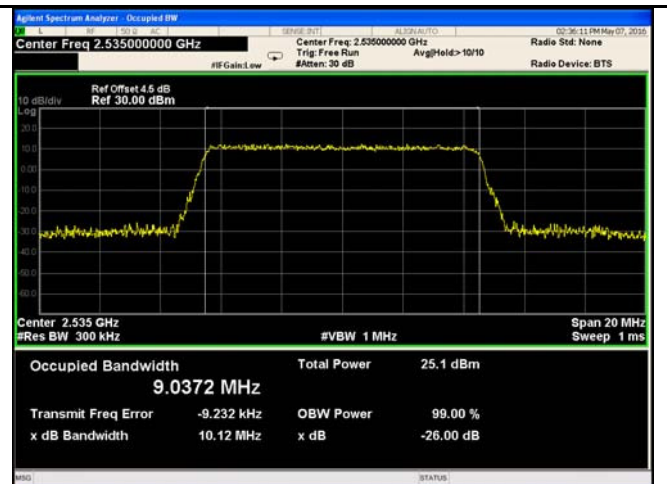 Agilent Spectrum Analyzer - Occupied BW
L RF 50 Ω AC SENSE:INT ALIGNAUTO 02:36:11 PM May 07, 2016
Center Freq 2.535000000 GHz Center Freq: 2.535000000 GHz Radio Std: None
Trig: Free Run Avg|Hold:> 10/10
#IFGain:Low #Atten: 30 dB Radio Device: BTS
Ref Offset 4.5 dB
10 dB/div Ref 30.00 dBm
Log
20.0
10.0
0.00
-10.0
-20.0
-30.0
-40.0
-50.0
-60.0
Center 2.535 GHz Span 20 MHz
#Res BW 300 kHz #VBW 1 MHz Sweep 1 ms
Occupied Bandwidth Total Power 25.1 dBm
9.0372 MHz
Transmit Freq Error -9.232 kHz OBW Power 99.00 %
x dB Bandwidth 10.12 MHz x dB -26.00 dB
MSG STATUS